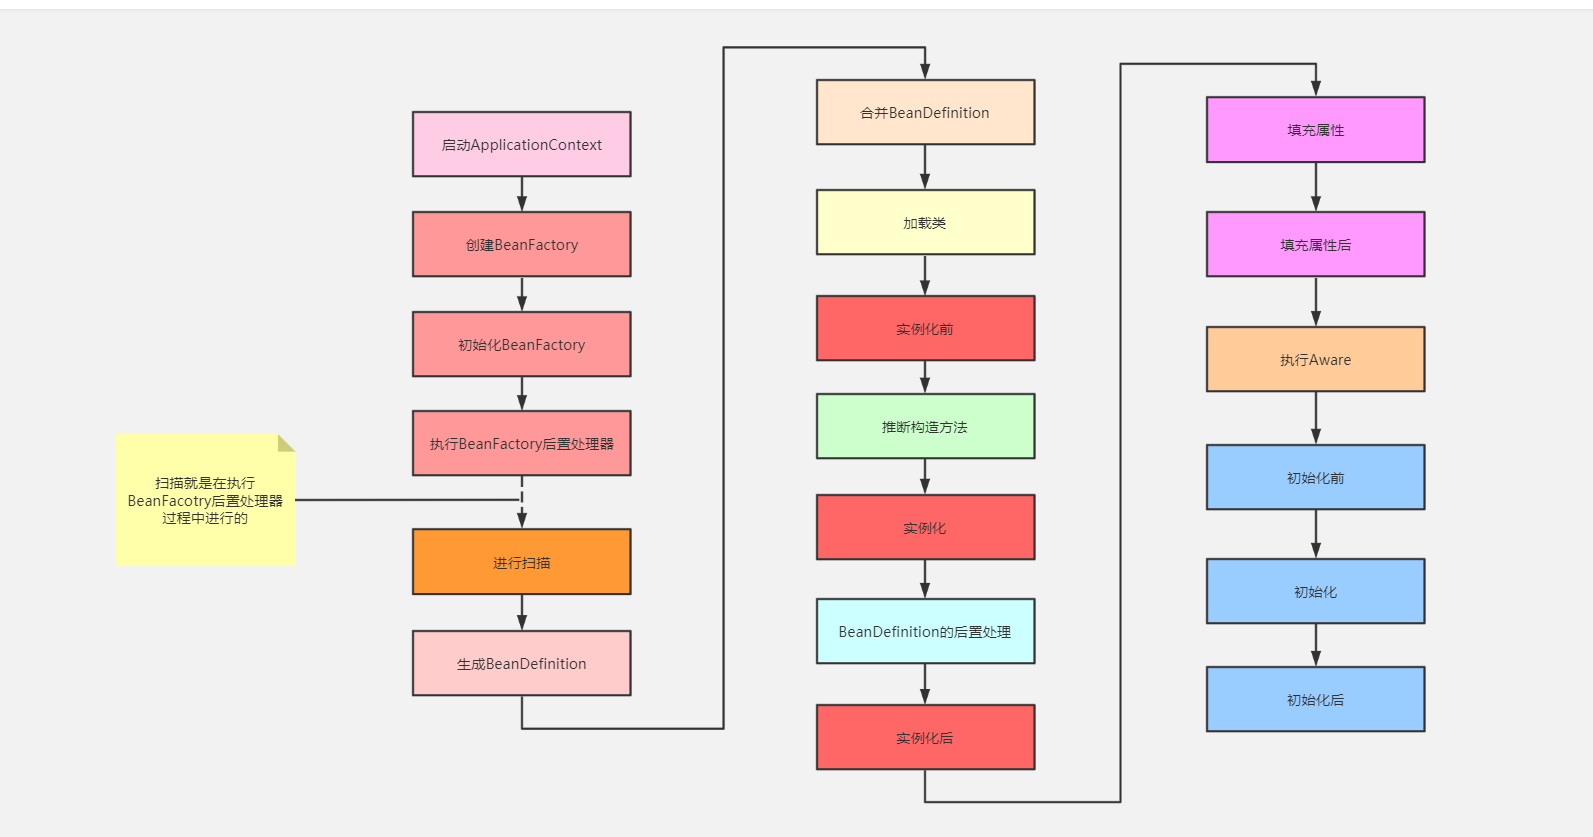 启动ApplicationContext
创建BeanFactory
初始化BeanFactory
执行BeanFactory后置处理器
扫描就是在执行
BeanFacotry后置处理器
过程中进行的
进行扫描
生成BeanDefinition
合并BeanDefinition
加载类
实例化前
推断构造方法
实例化
BeanDefinition的后置处理
实例化后
填充属性
填充属性后
执行Aware
初始化前
初始化
初始化后